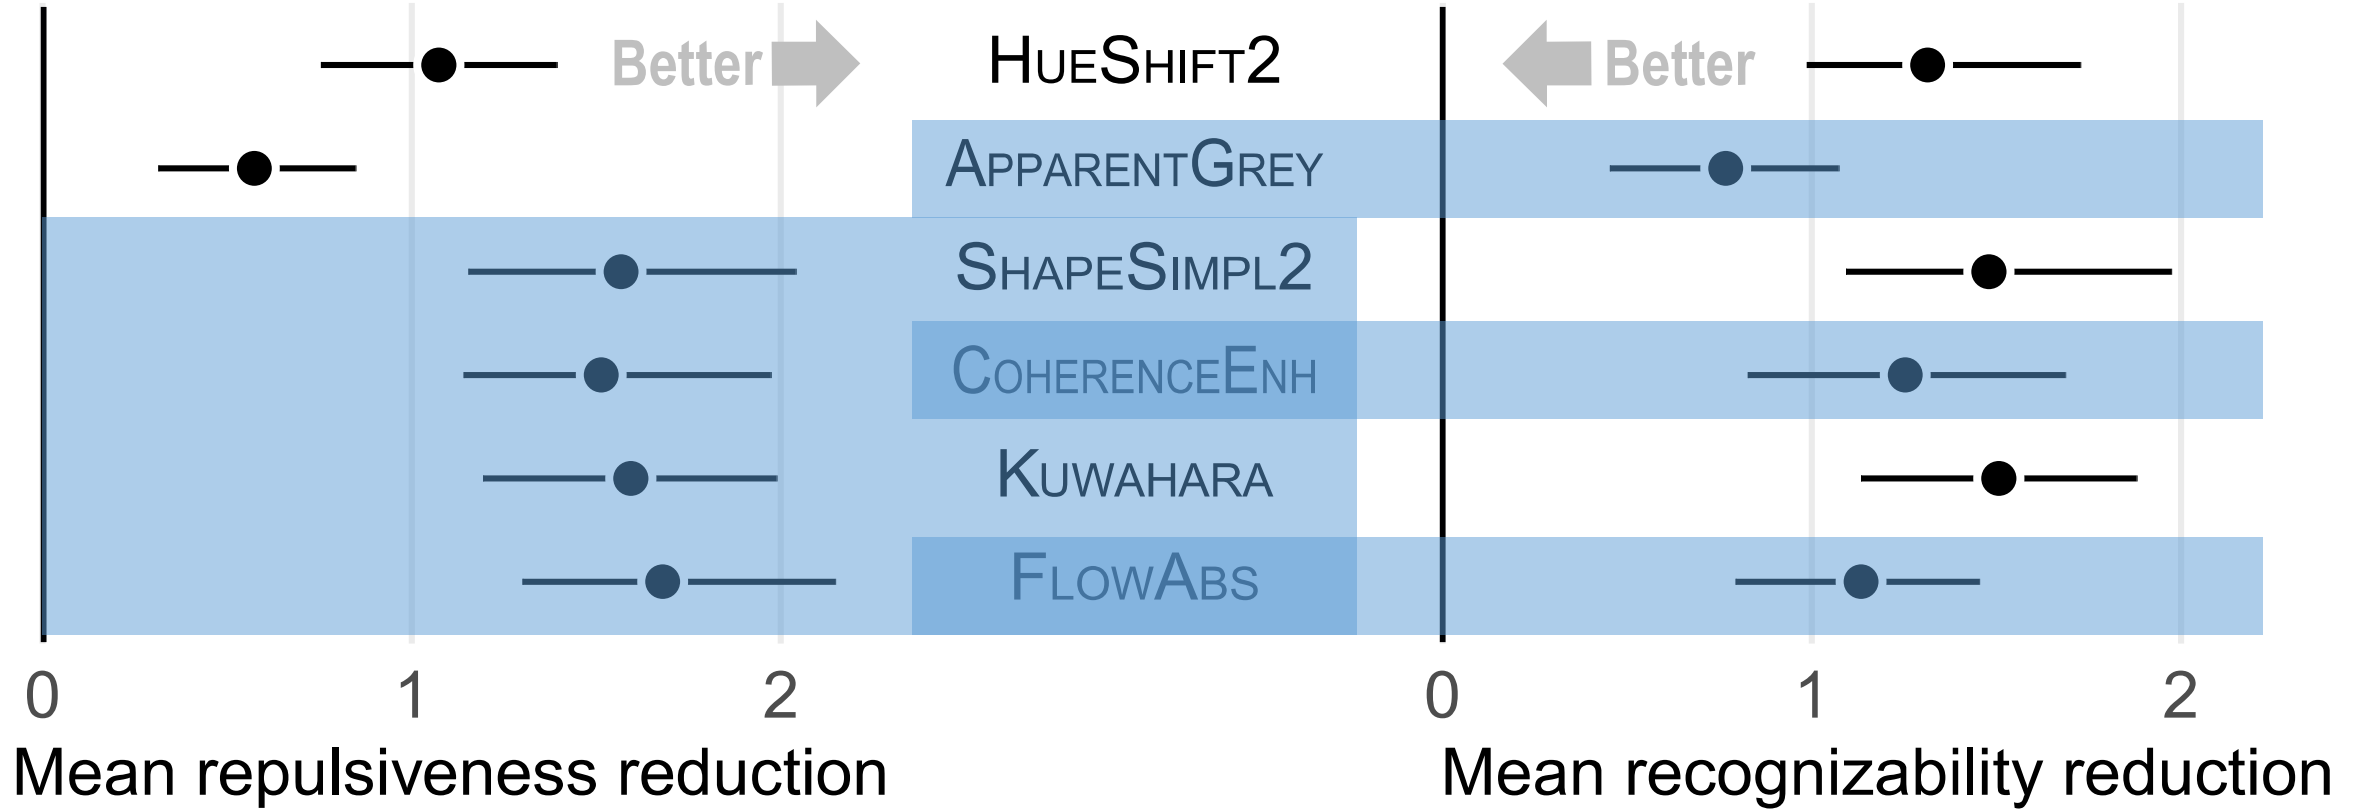 Better HueShift2 Better
ApparentGrey
ShapeSimpl2
CoherenceEnh
Kuwahara
FlowAbs
0 1 2 0 1 2
Mean repulsiveness reduction Mean recognizability reduction